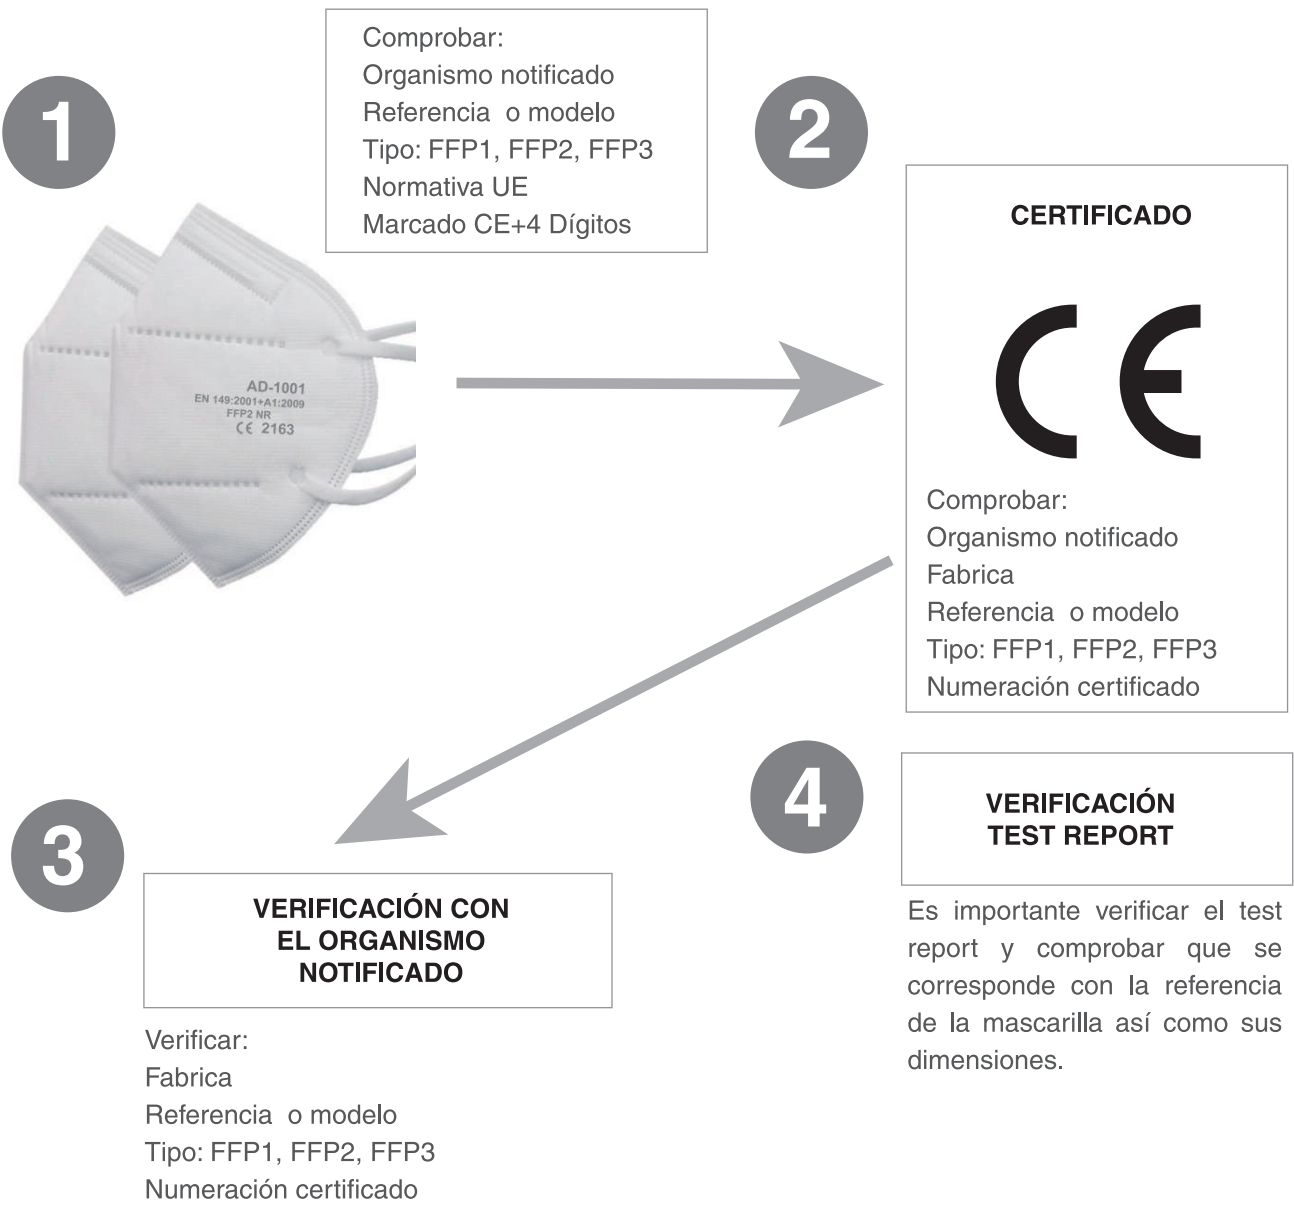 1
Comprobar:
Organismo notificado
Referencia o modelo
Tipo: FFP1, FFP2, FFP3
Normativa UE
Marcado CE+4 Dígitos
AD-1001
EN 149:2001+A1:2009
FFP2 NR
CE 2163
2
CERTIFICADO
CE
Comprobar:
Organismo notificado
Fabrica
Referencia o modelo
Tipo: FFP1, FFP2, FFP3
Numeración certificado
3
VERIFICACIÓN CON
EL ORGANISMO
NOTIFICADO
Verificar:
Fabrica
Referencia o modelo
Tipo: FFP1, FFP2, FFP3
Numeración certificado
4
VERIFICACIÓN
TEST REPORT
Es importante verificar el test
report y comprobar que se
corresponde con la referencia
de la mascarilla así como sus
dimensiones.